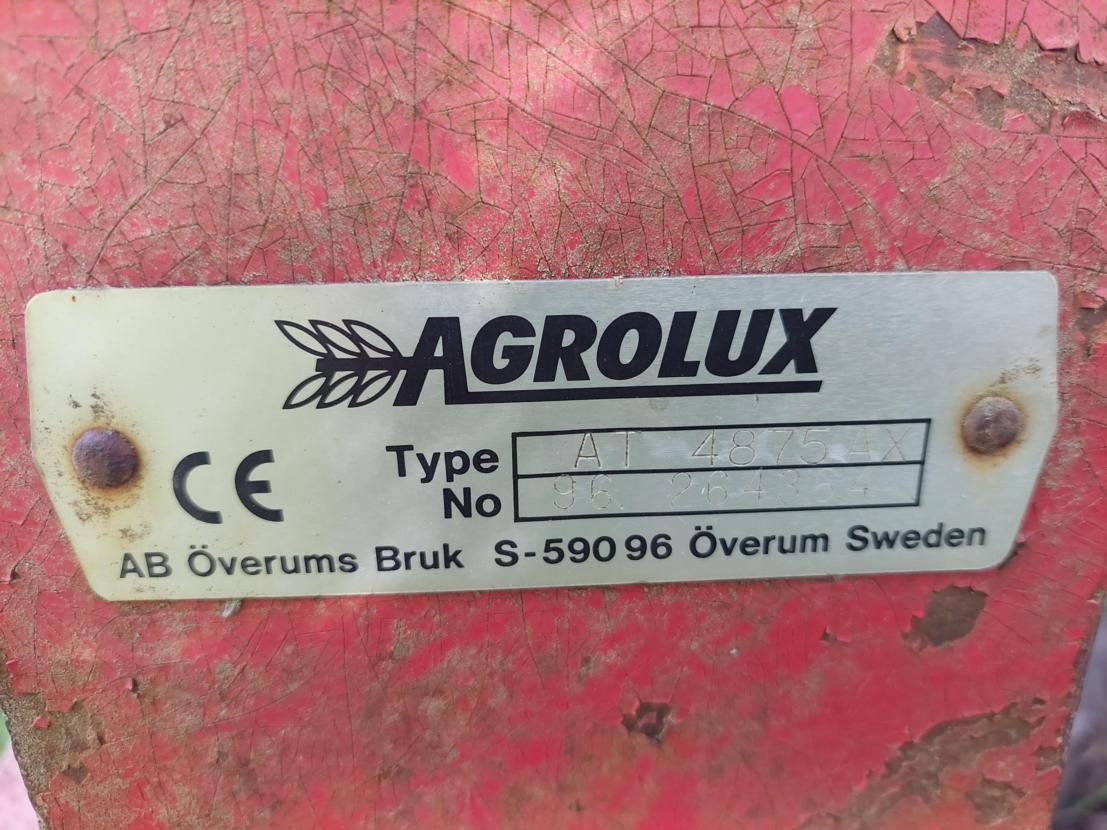 AGROLUX
CE
Type AT 4875 AX
No 96 264364
AB Överums Bruk S-590 96 Överum Sweden